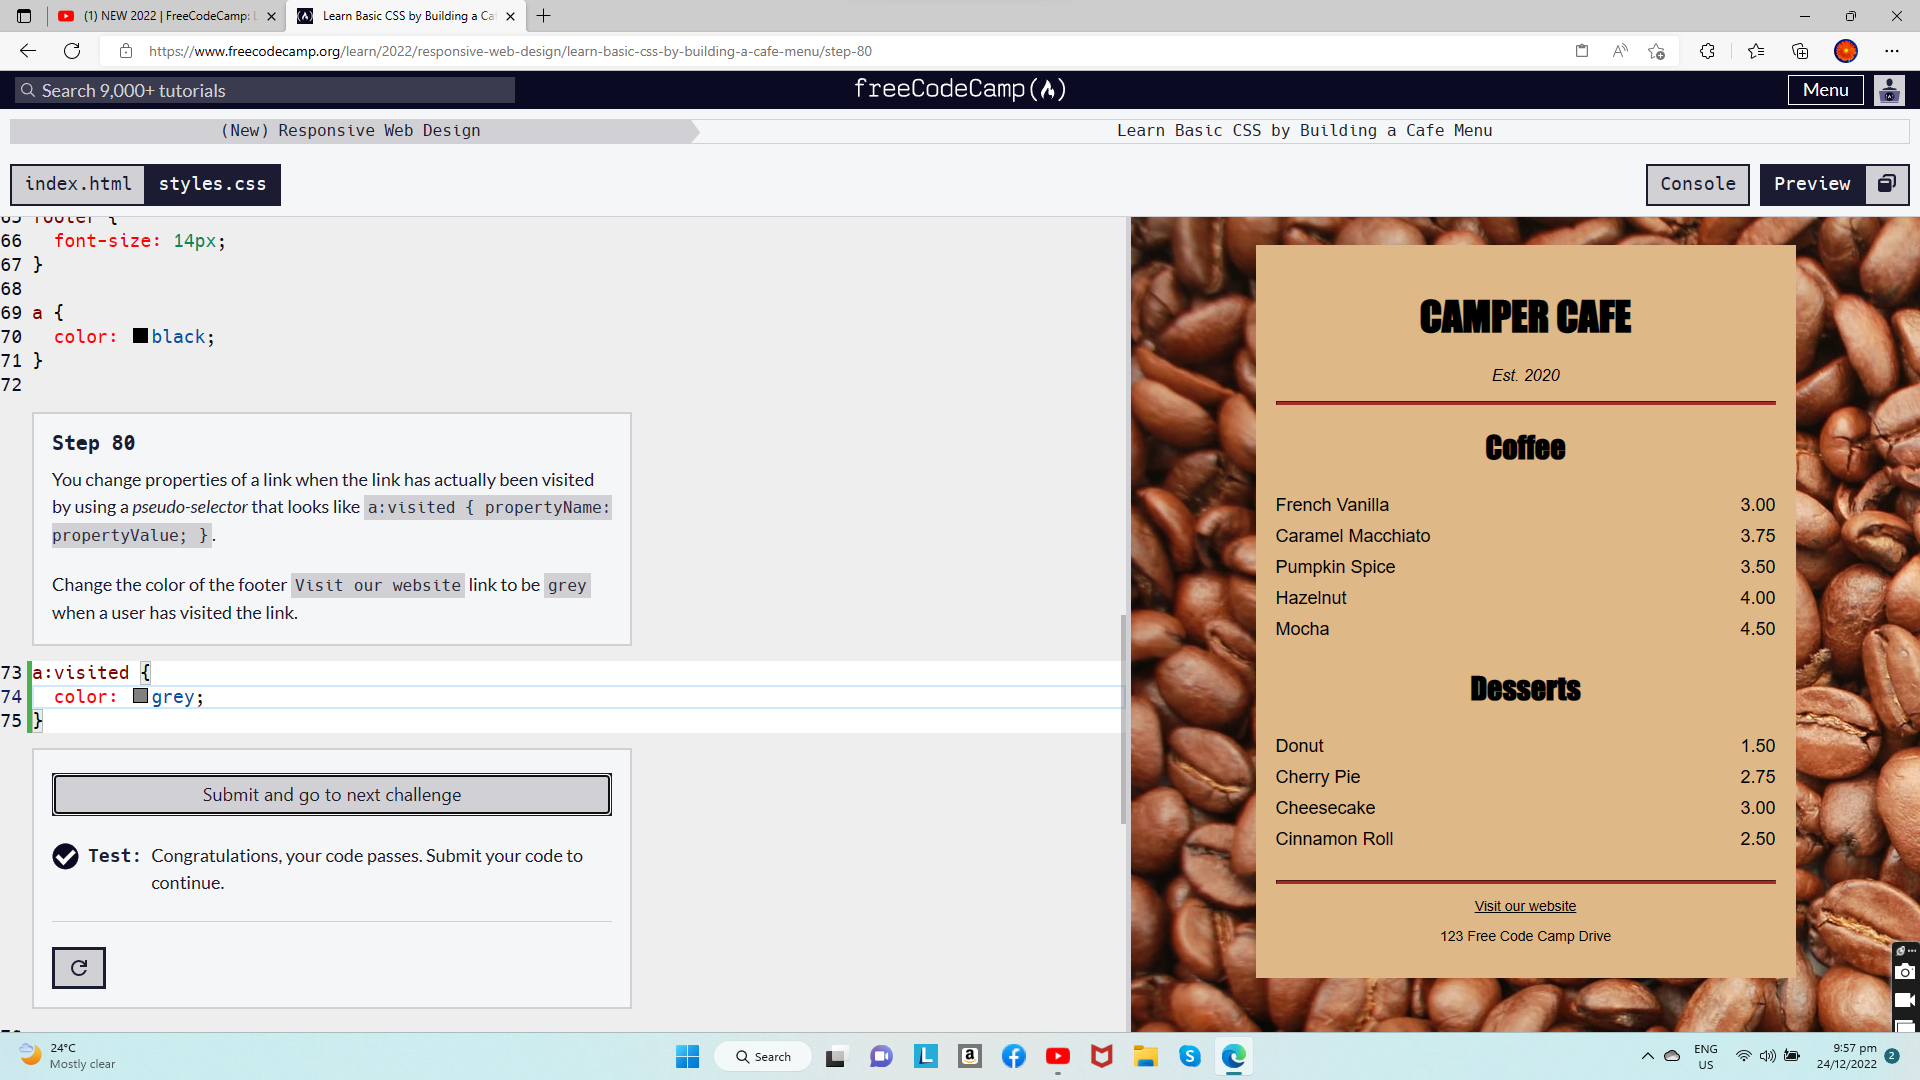 (1) NEW 2022 | FreeCodeCamp:
Learn Basic CSS by Building a Caf
https://www.freecodecamp.org/learn/2022/responsive-web-design/learn-basic-css-by-building-a-cafe-menu/step-80
Search 9,000+ tutorials
freeCodeCamp
Menu
(New) Responsive Web Design
Learn Basic CSS by Building a Cafe Menu
index.html
styles.css
Console
Preview
65 footer {
66 font-size: 14px;
67 }
68
69 a {
70 color: black;
71 }
72
Step 80
You change properties of a link when the link has actually been visited
by using a pseudo-selector that looks like a:visited { propertyName:
propertyValue; }.
Change the color of the footer Visit our website link to be grey
when a user has visited the link.
73 a:visited {
74 color: grey;
75 }
Submit and go to next challenge
Test: Congratulations, your code passes. Submit your code to
continue.
CAMPER CAFE
Est. 2020
Coffee
French Vanilla 3.00
Caramel Macchiato 3.75
Pumpkin Spice 3.50
Hazelnut 4.00
Mocha 4.50
Desserts
Donut 1.50
Cherry Pie 2.75
Cheesecake 3.00
Cinnamon Roll 2.50
Visit our website
123 Free Code Camp Drive
24°C
Mostly clear
Search
ENG
US
9:57 pm
24/12/2022
2